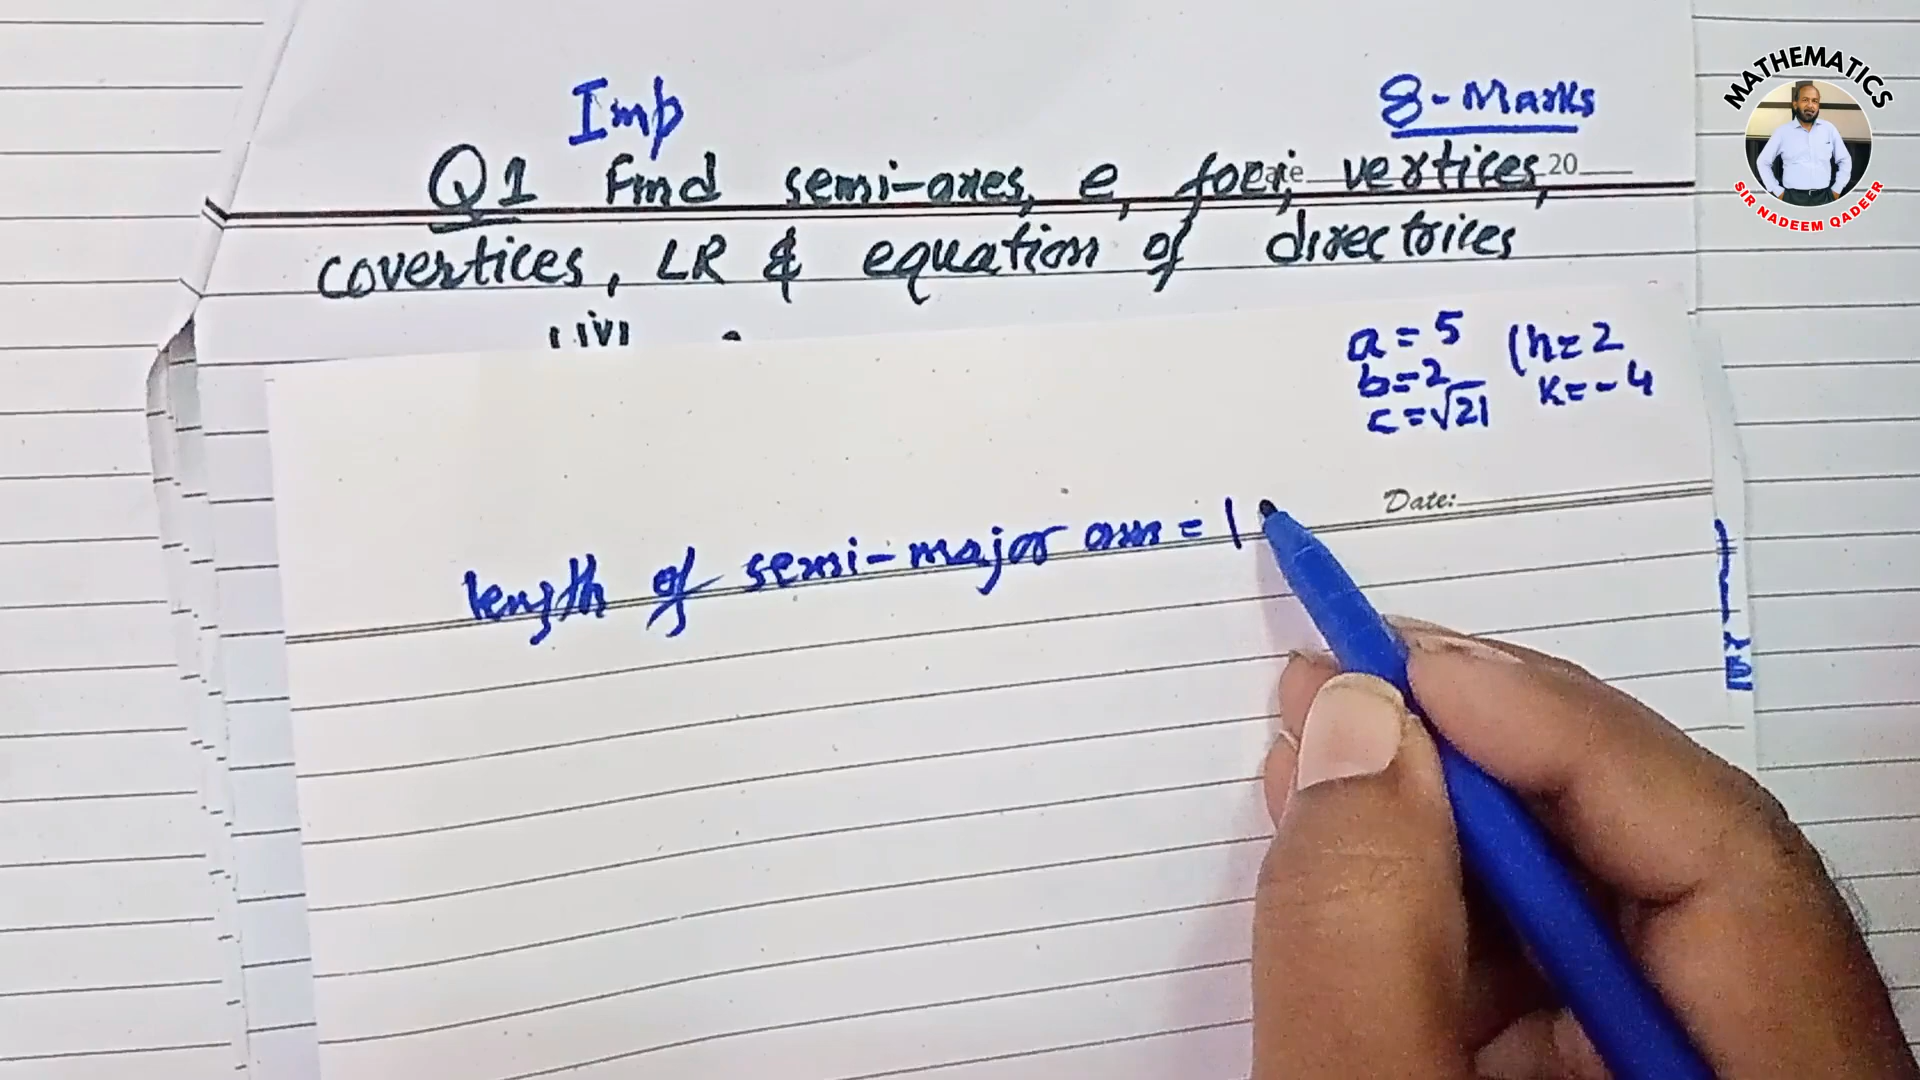 Imp
8-Marks
Q1 Find semi-axes, e, foci, vertices, 20
covertices, LR & equation of directrices
a = 5
b = 2
c = √21
(h = 2
k = - 4
Date:
length of semi-major axis = |
MATHEMATICS
SIR NADEEM QADEER